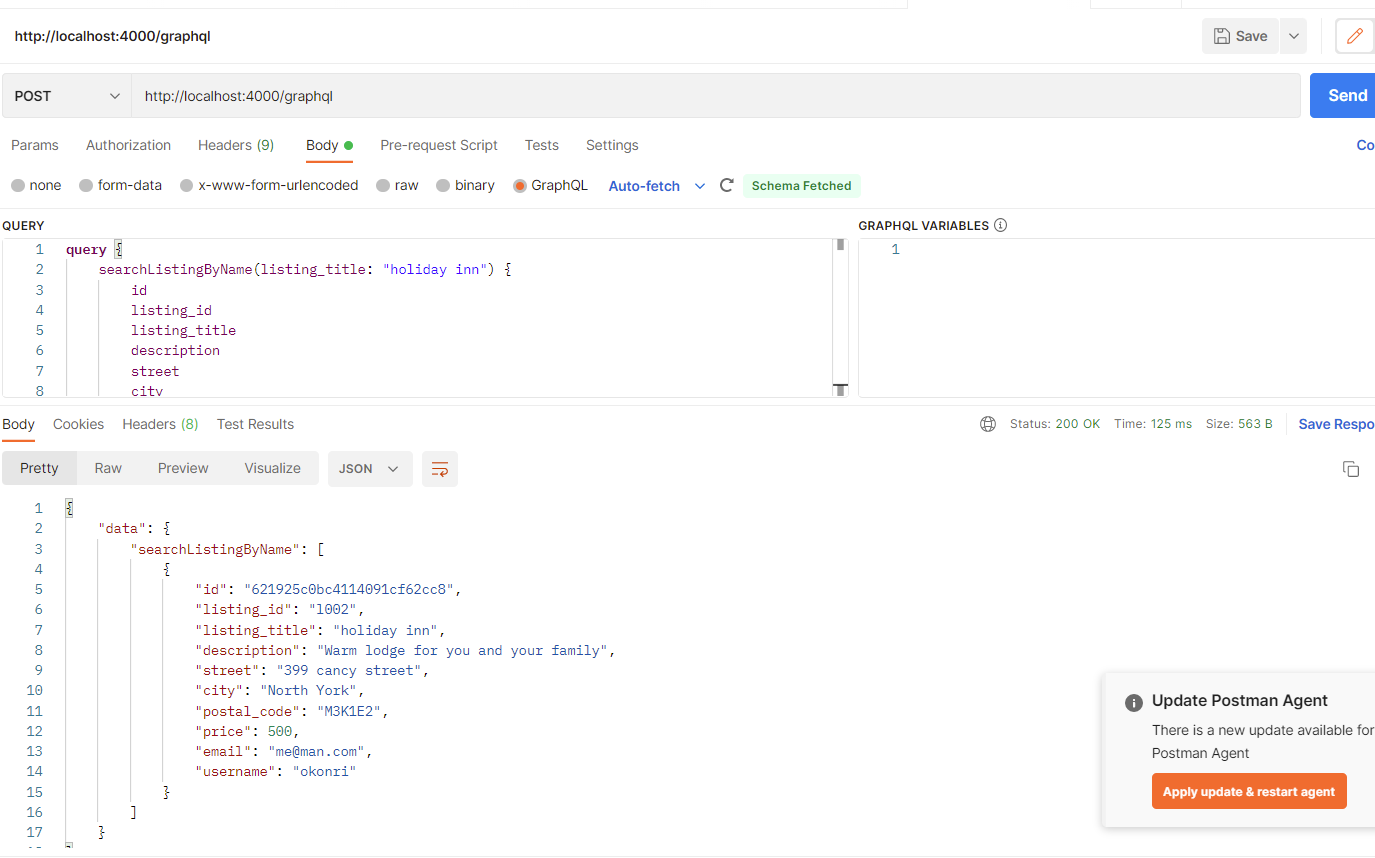 http://localhost:4000/graphql
Save
POST
http://localhost:4000/graphql
Send
Params Authorization Headers (9) Body Pre-request Script Tests Settings Co
none form-data x-www-form-urlencoded raw binary GraphQL Auto-fetch Schema Fetched
QUERY
1 query {
2 searchListingByName(listing_title: "holiday inn") {
3 id
4 listing_id
5 listing_title
6 description
7 street
8 city
GRAPHQL VARIABLES
1
Body Cookies Headers (8) Test Results Status: 200 OK Time: 125 ms Size: 563 B Save Respo
Pretty Raw Preview Visualize JSON
1 {
2 "data": {
3 "searchListingByName": [
4 {
5 "id": "621925c0bc4114091cf62cc8",
6 "listing_id": "l002",
7 "listing_title": "holiday inn",
8 "description": "Warm lodge for you and your family",
9 "street": "399 cancy street",
10 "city": "North York",
11 "postal_code": "M3K1E2",
12 "price": 500,
13 "email": "me@man.com",
14 "username": "okonri"
15 }
16 ]
17 }
Update Postman Agent
There is a new update available for
Postman Agent
Apply update & restart agent